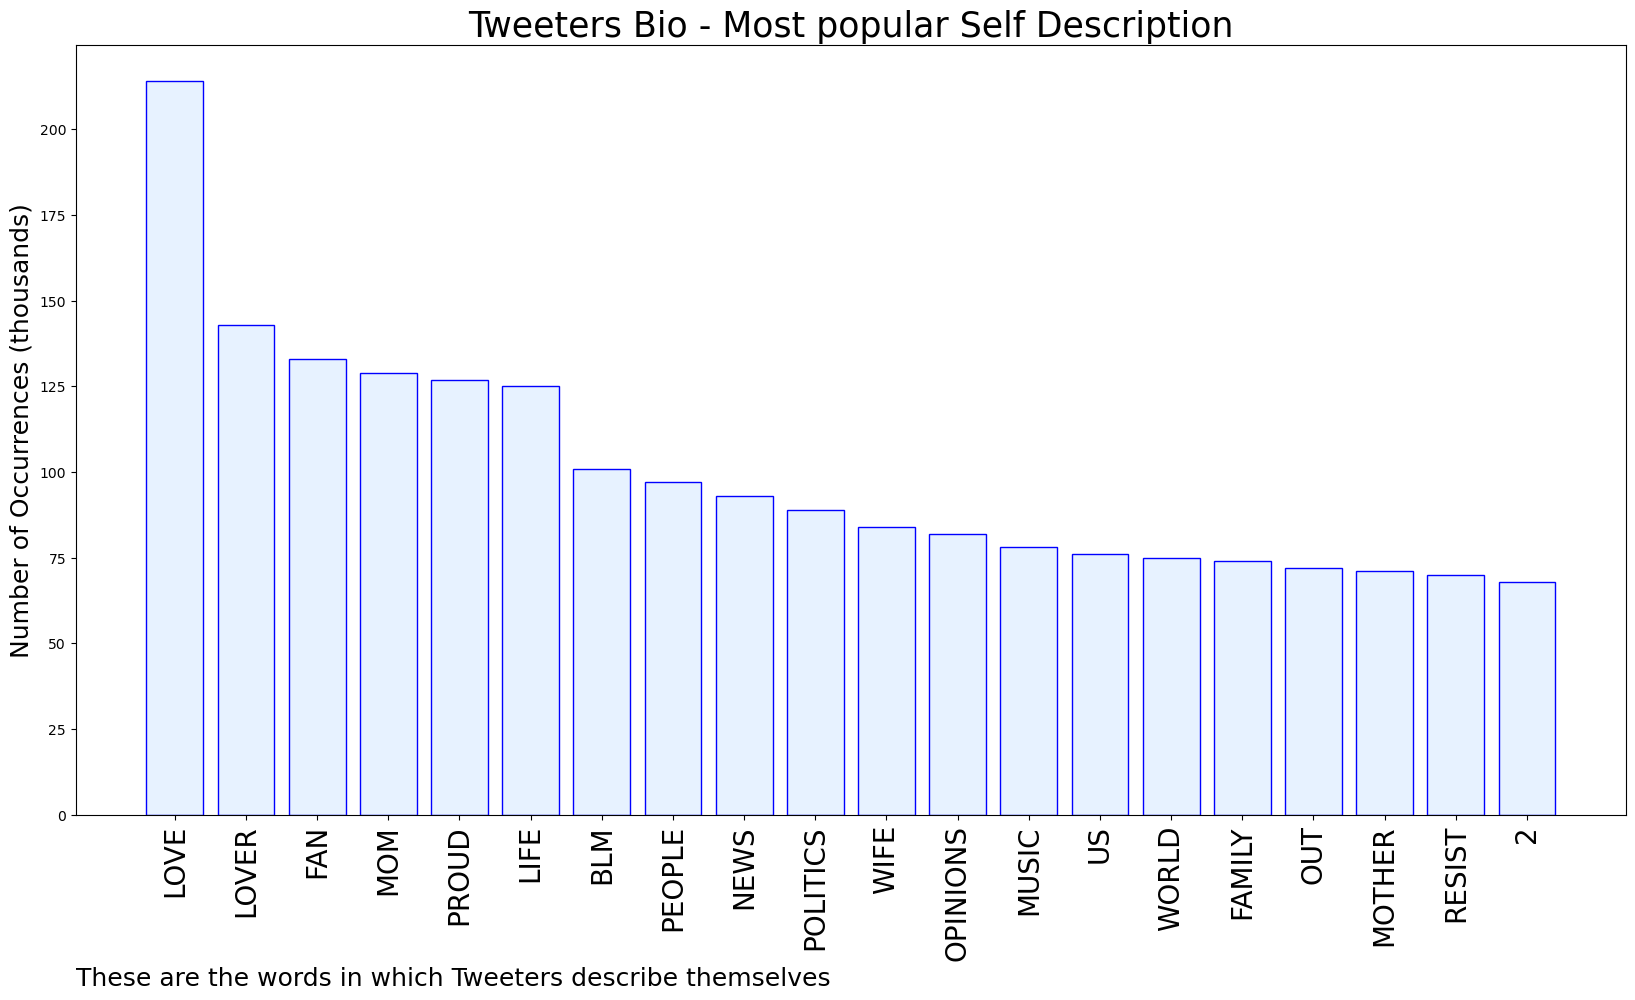 Tweeters Bio - Most popular Self Description
Number of Occurrences (thousands)
200
175
150
125
100
75
50
25
0
LOVE
LOVER
FAN
MOM
PROUD
LIFE
BLM
PEOPLE
NEWS
POLITICS
WIFE
OPINIONS
MUSIC
US
WORLD
FAMILY
OUT
MOTHER
RESIST
2
These are the words in which Tweeters describe themselves